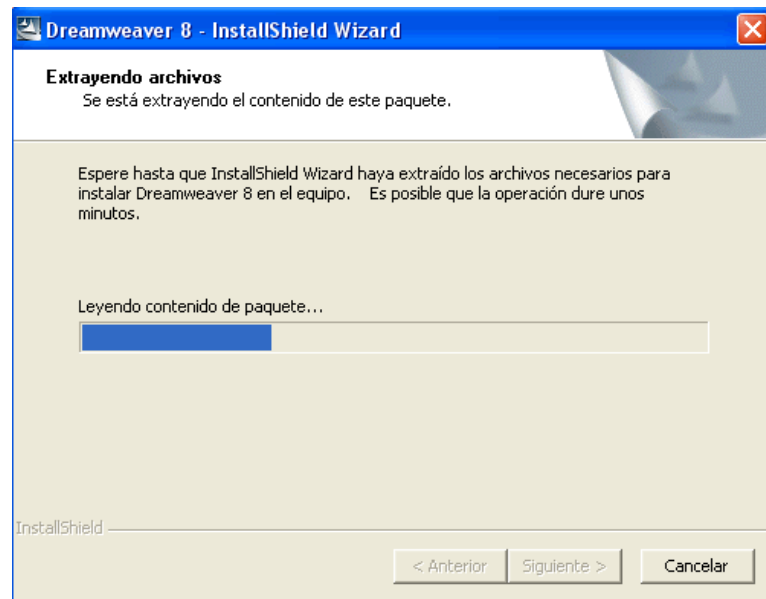 Dreamweaver 8 - InstallShield Wizard
Extrayendo archivos
Se está extrayendo el contenido de este paquete.
Espere hasta que InstallShield Wizard haya extraído los archivos necesarios para
instalar Dreamweaver 8 en el equipo.   Es posible que la operación dure unos
minutos.
Leyendo contenido de paquete...
InstallShield
< Anterior
Siguiente >
Cancelar